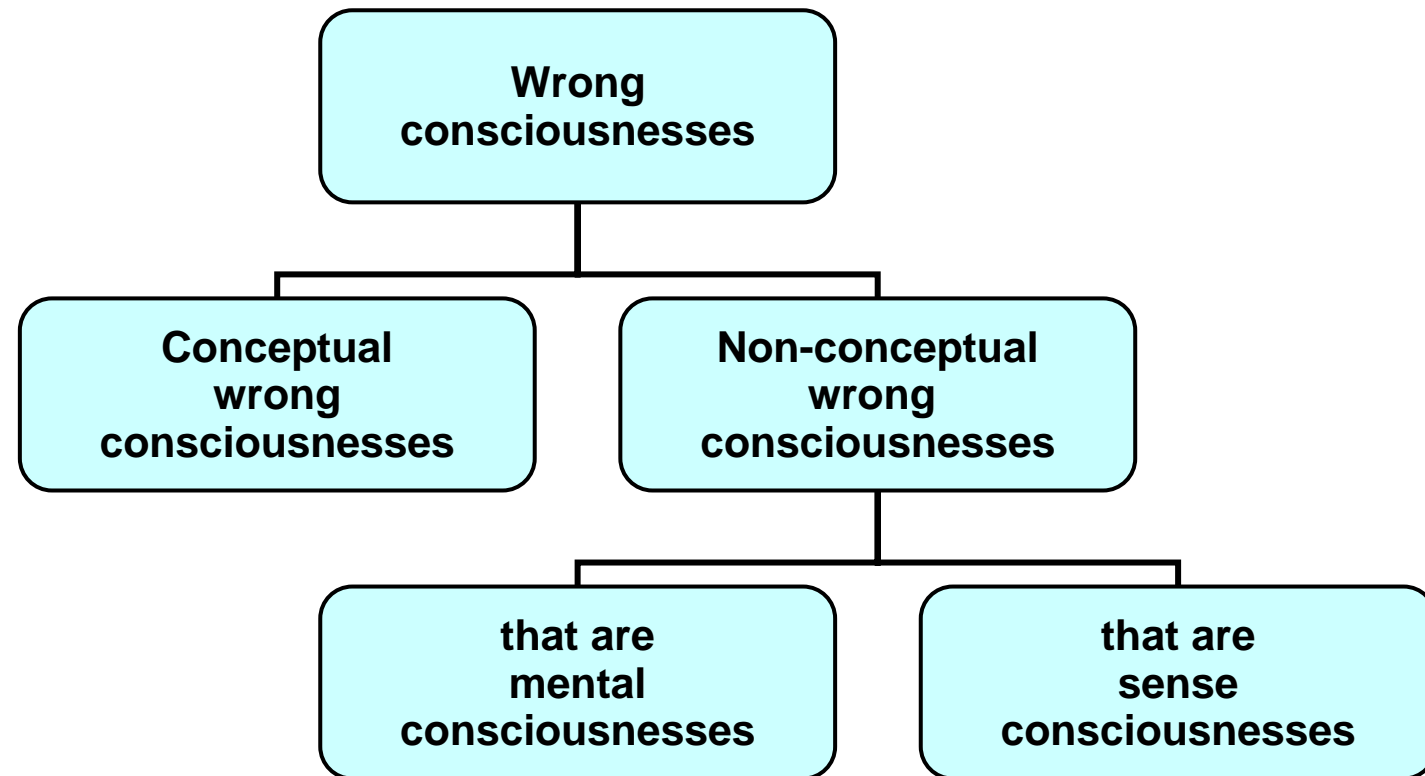 Wrong
consciousnesses
Conceptual
wrong
consciousnesses
Non-conceptual
wrong
consciousnesses
that are
mental
consciousnesses
that are
sense
consciousnesses